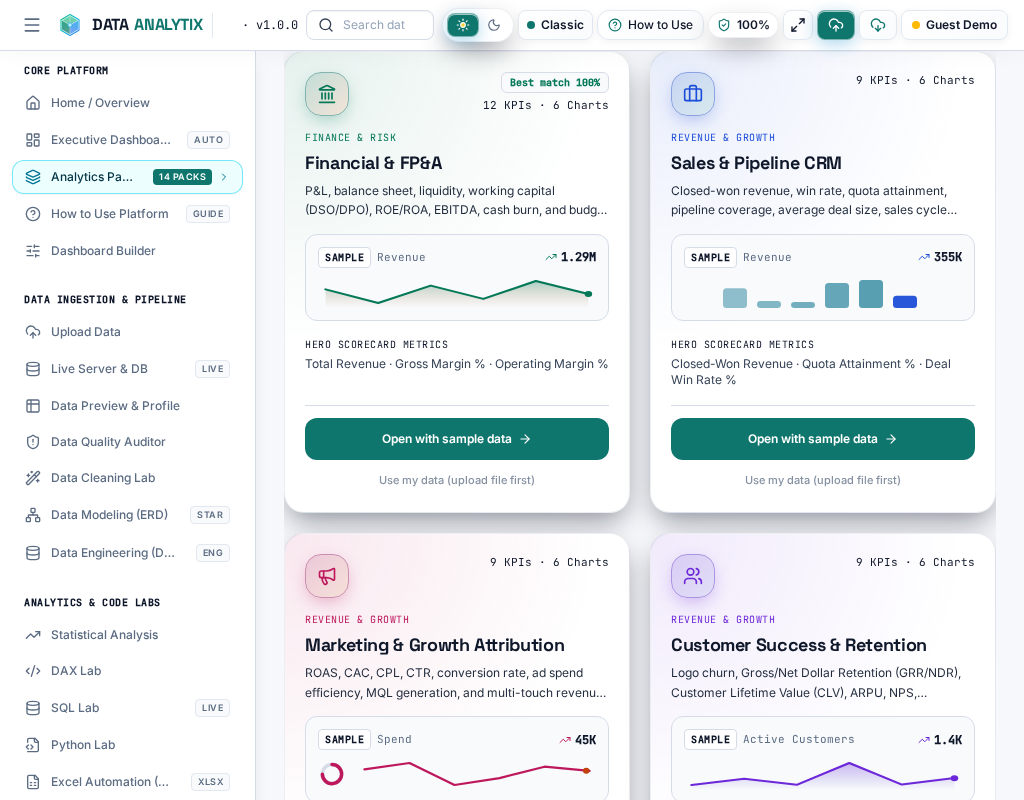 DATA ANALYTIX
· v1.0.0
Search dat
Classic
How to Use
100%
Guest Demo
CORE PLATFORM
Home / Overview
Executive Dashboa... AUTO
Analytics Pa... 14 PACKS
How to Use Platform GUIDE
Dashboard Builder
DATA INGESTION & PIPELINE
Upload Data
Live Server & DB LIVE
Data Preview & Profile
Data Quality Auditor
Data Cleaning Lab
Data Modeling (ERD) STAR
Data Engineering (D... ENG
ANALYTICS & CODE LABS
Statistical Analysis
DAX Lab
SQL Lab LIVE
Python Lab
Excel Automation (... XLSX
Best match 100%
12 KPIs · 6 Charts
FINANCE & RISK
Financial & FP&A
P&L, balance sheet, liquidity, working capital
(DSO/DPO), ROE/ROA, EBITDA, cash burn, and budg...
SAMPLE Revenue 1.29M
HERO SCORECARD METRICS
Total Revenue · Gross Margin % · Operating Margin %
Open with sample data
Use my data (upload file first)
9 KPIs · 6 Charts
REVENUE & GROWTH
Sales & Pipeline CRM
Closed-won revenue, win rate, quota attainment,
pipeline coverage, average deal size, sales cycle...
SAMPLE Revenue 355K
HERO SCORECARD METRICS
Closed-Won Revenue · Quota Attainment % · Deal
Win Rate %
Open with sample data
Use my data (upload file first)
9 KPIs · 6 Charts
REVENUE & GROWTH
Marketing & Growth Attribution
ROAS, CAC, CPL, CTR, conversion rate, ad spend
efficiency, MQL generation, and multi-touch revenu...
SAMPLE Spend 45K
9 KPIs · 6 Charts
REVENUE & GROWTH
Customer Success & Retention
Logo churn, Gross/Net Dollar Retention (GRR/NDR),
Customer Lifetime Value (CLV), ARPU, NPS,...
SAMPLE Active Customers 1.4K